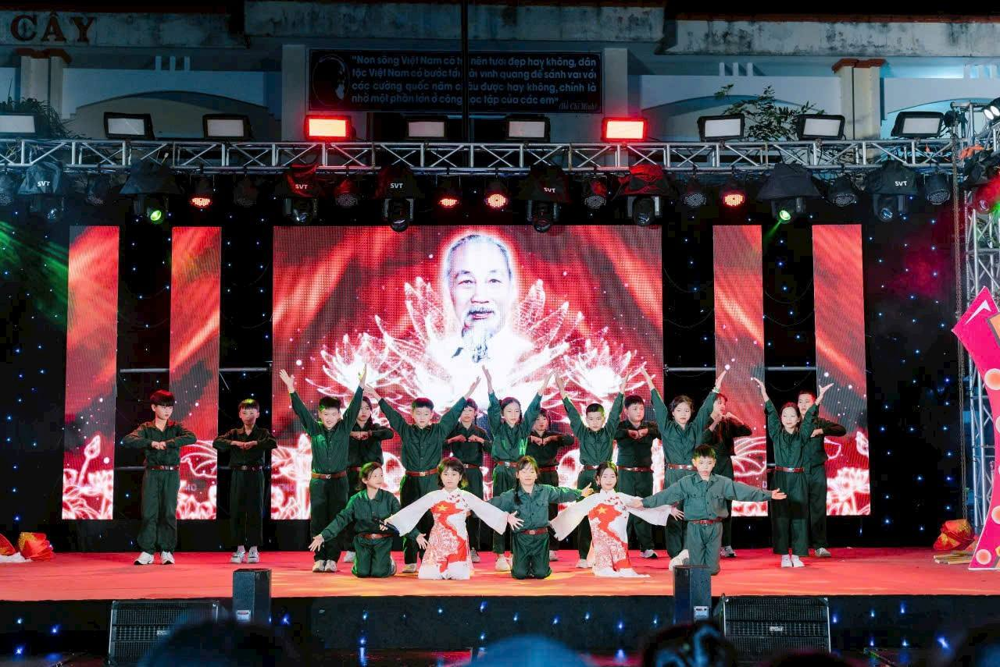 CÂY
"Non sông Việt Nam có nên tươi đẹp hay không, dân
tộc Việt Nam có bước tới vinh quang để sánh vai với
các cường quốc năm châu được hay không, chính là
nhờ một phần lớn ở công học tập của các em"
(Hồ Chí Minh)
SVT
SVT
SVT
SVT
SVT